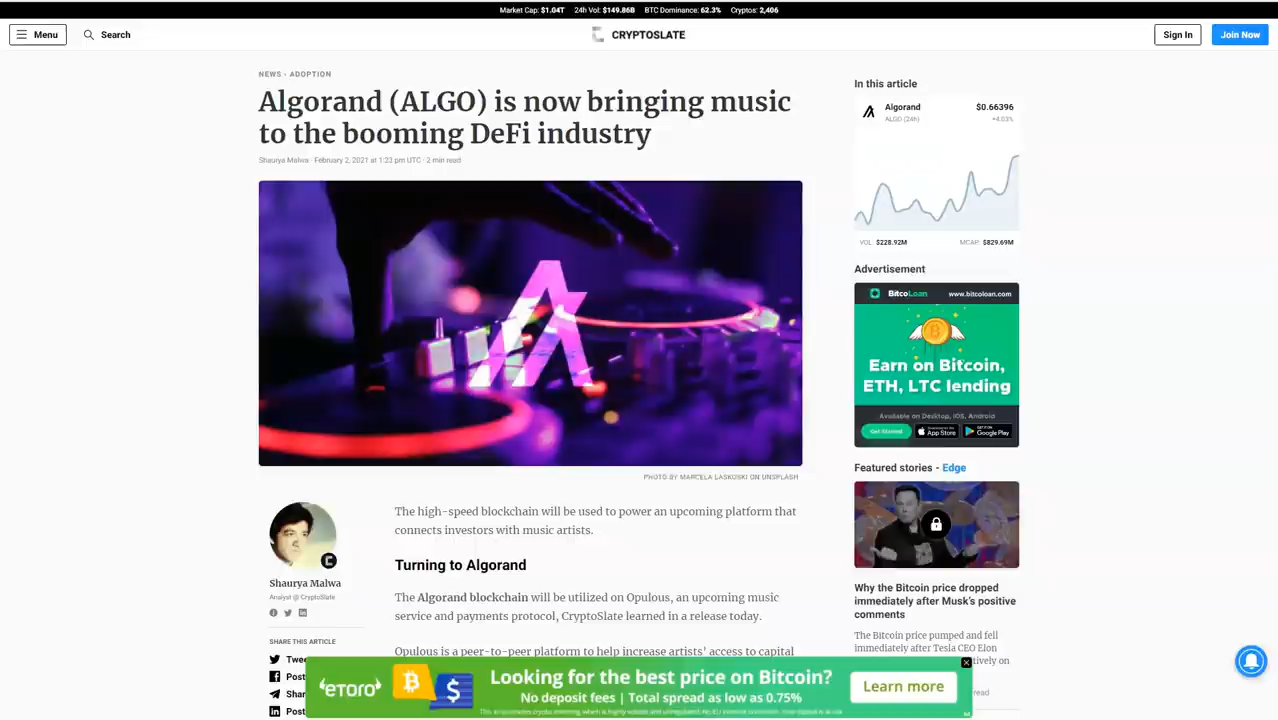 Market Cap: $1.04T 24h Vol: $149.86B BTC Dominance: 62.3% Cryptos: 2,406
Menu
Search
CRYPTOSLATE
Sign In
Join Now
NEWS › ADOPTION
Algorand (ALGO) is now bringing music
to the booming DeFi industry
Shaurya Malwa · February 2, 2021 at 1:23 pm UTC · 2 min read
PHOTO BY MARCELA LASKOSKI ON UNSPLASH
Shaurya Malwa
Analyst @ CryptoSlate
SHARE THIS ARTICLE
Twee
Post
Shar
Post
The high-speed blockchain will be used to power an upcoming platform that
connects investors with music artists.
Turning to Algorand
The Algorand blockchain will be utilized on Opulous, an upcoming music
service and payments protocol, CryptoSlate learned in a release today.
Opulous is a peer-to-peer platform to help increase artists' access to capital
In this article
Algorand $0.66396
ALGO (24h) +4.03%
VOL: $228.92M MCAP: $829.69M
Advertisement
BitcoLoan www.bitcoloan.com
Earn on Bitcoin,
ETH, LTC lending
Available on Desktop, IOS, Android
Get Started
App Store
GET IT ON
Google Play
Featured stories - Edge
Why the Bitcoin price dropped
immediately after Musk's positive
comments
The Bitcoin price pumped and fell
immediately after Tesla CEO Elon
tively on
read
eToro
Looking for the best price on Bitcoin?
No deposit fees | Total spread as low as 0.75%
Learn more